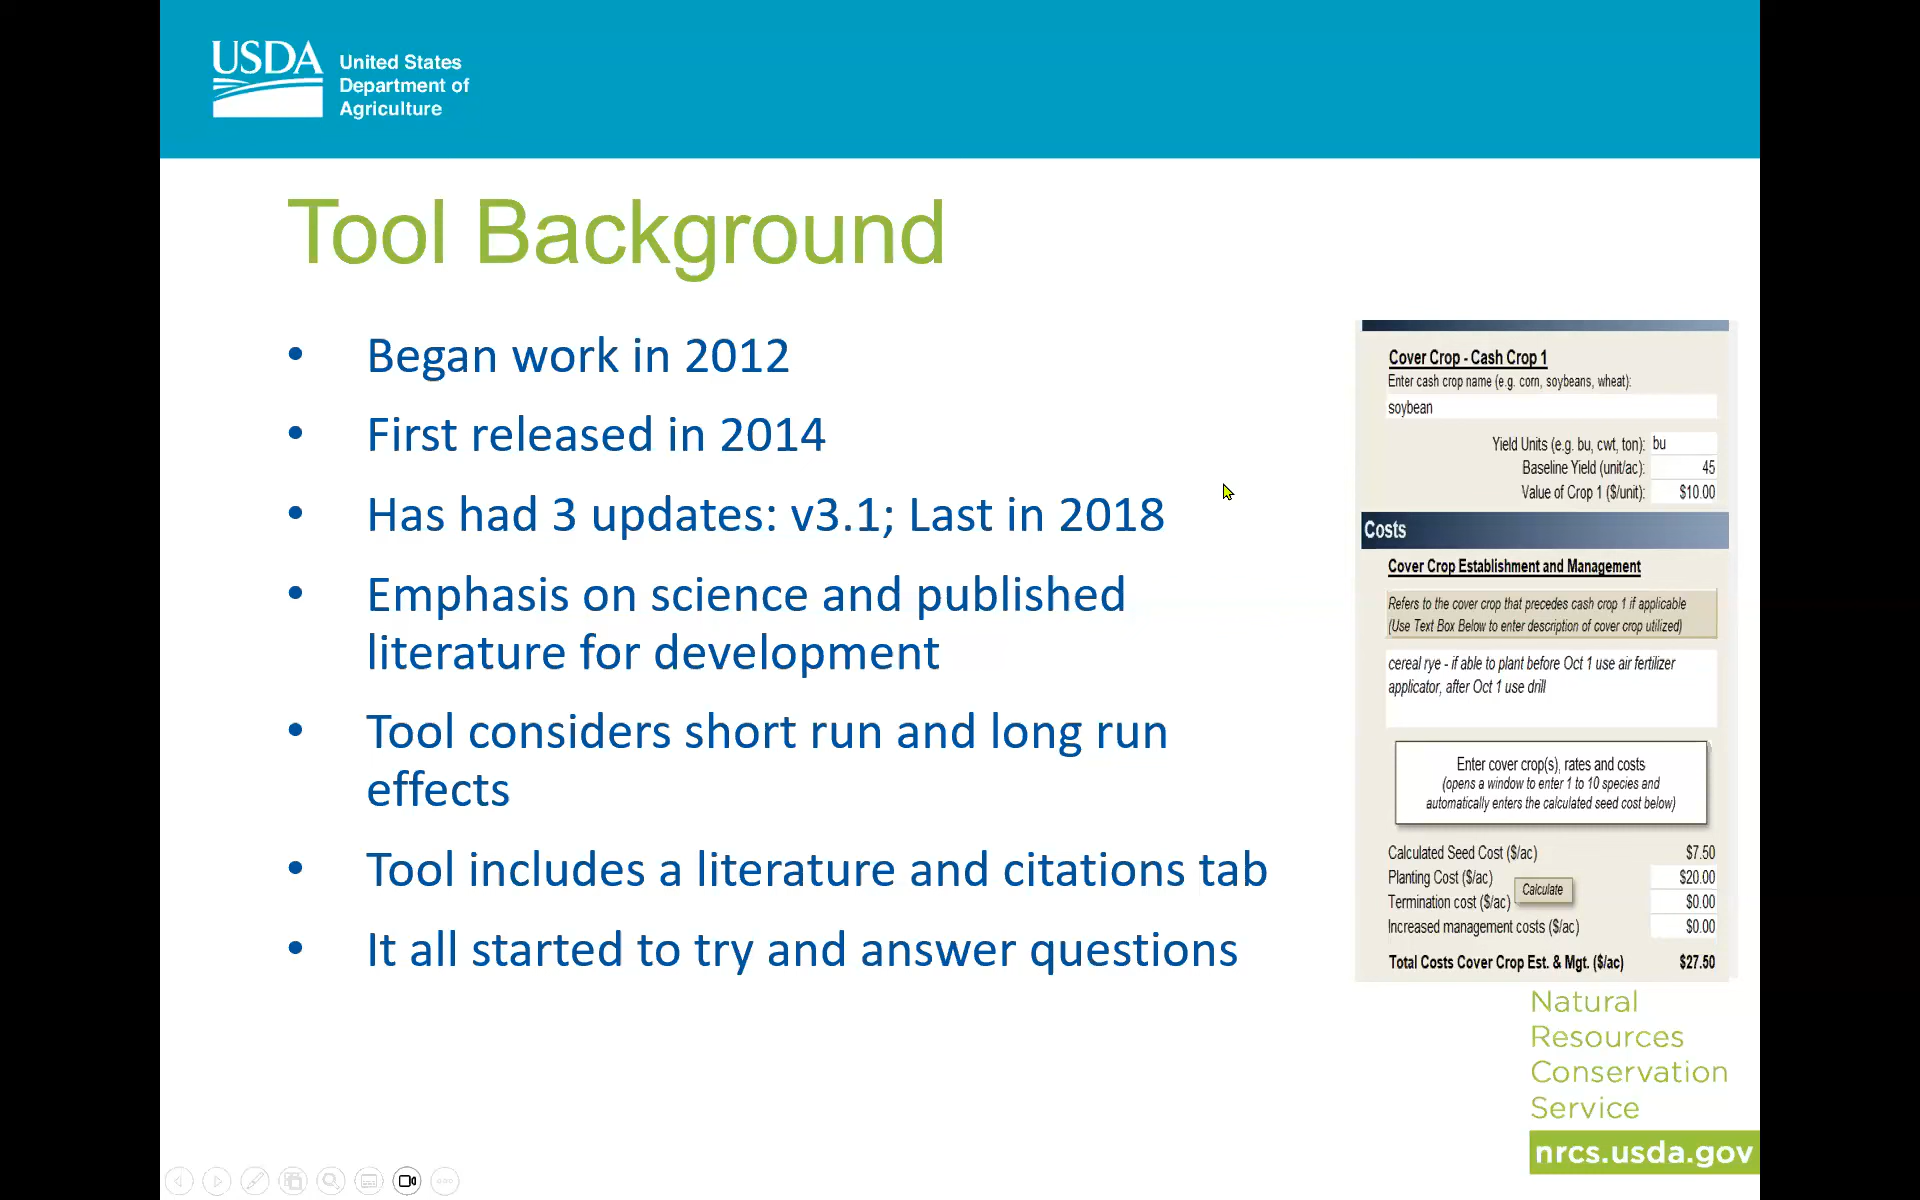 USDA
United States
Department of
Agriculture
Tool Background
• Began work in 2012
• First released in 2014
• Has had 3 updates: v3.1; Last in 2018
• Emphasis on science and published
literature for development
• Tool considers short run and long run
effects
• Tool includes a literature and citations tab
• It all started to try and answer questions
Cover Crop - Cash Crop 1
Enter cash crop name (e.g. corn, soybeans, wheat):
soybean
Yield Units (e.g. bu, cwt, ton): bu
Baseline Yield (unit/ac): 45
Value of Crop 1 ($/unit): $10.00
Costs
Cover Crop Establishment and Management
Refers to the cover crop that precedes cash crop 1 if applicable
(Use Text Box Below to enter description of cover crop utilized)
cereal rye - if able to plant before Oct 1 use air fertilizer
applicator, after Oct 1 use drill
Enter cover crop(s), rates and costs
(opens a window to enter 1 to 10 species and
automatically enters the calculated seed cost below)
Calculated Seed Cost ($/ac) $7.50
Planting Cost ($/ac) $20.00
Calculate
Termination cost ($/ac) $0.00
Increased management costs ($/ac) $0.00
Total Costs Cover Crop Est. & Mgt. ($/ac) $27.50
Natural
Resources
Conservation
Service
nrcs.usda.gov